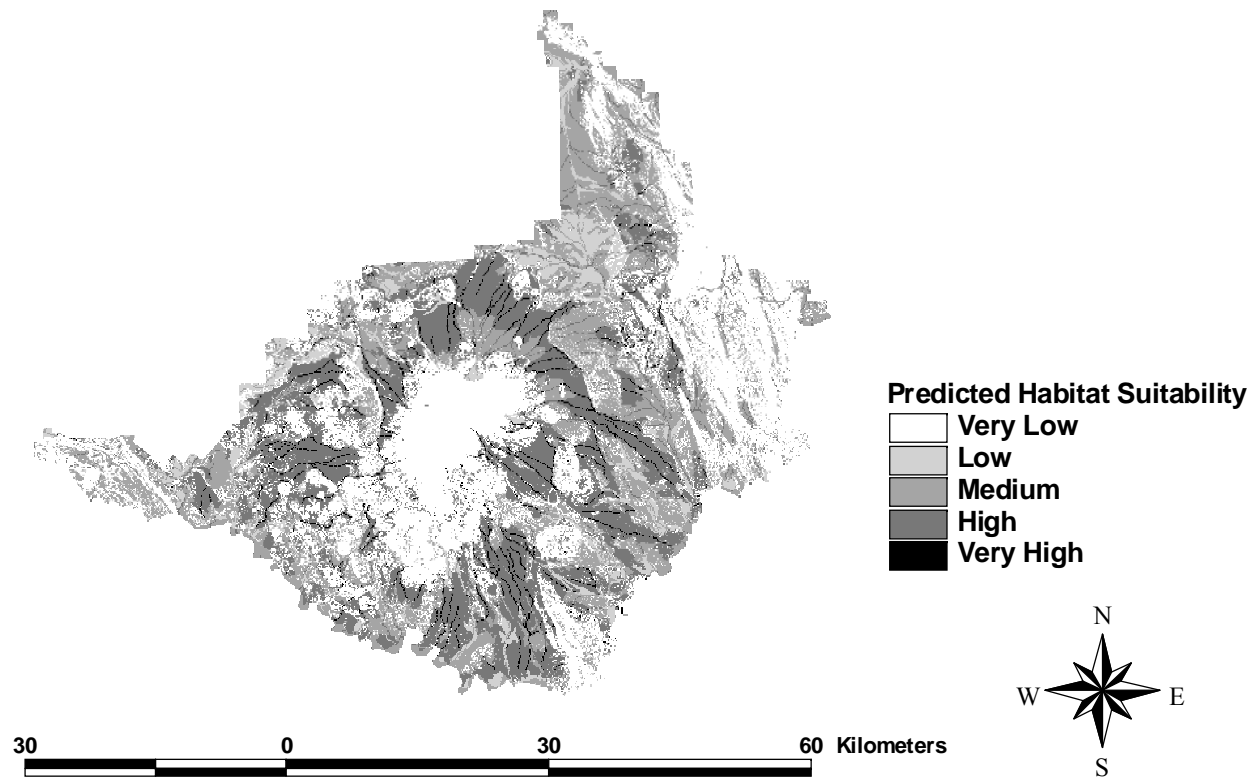 Predicted Habitat Suitability
Very Low
Low
Medium
High
Very High
N
W E
S
30 0 30 60 Kilometers